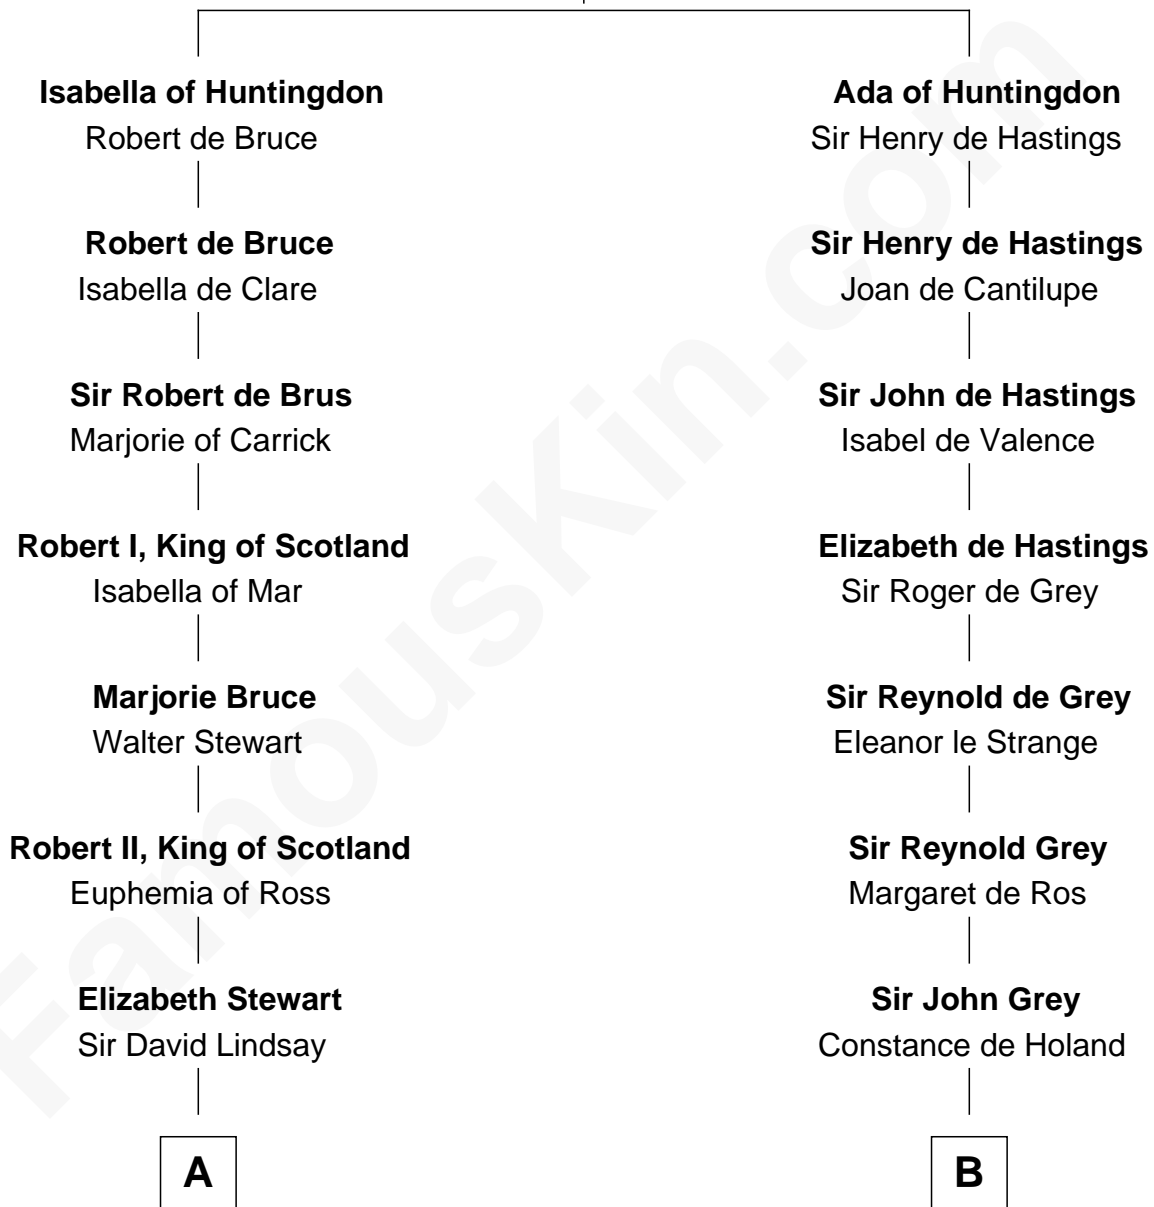 Isabella of Huntingdon
Robert de Bruce
Robert de Bruce
Isabella de Clare
Sir Robert de Brus
Marjorie of Carrick
Robert I, King of Scotland
Isabella of Mar
Marjorie Bruce
Walter Stewart
Robert II, King of Scotland
Euphemia of Ross
Elizabeth Stewart
Sir David Lindsay
A
Ada of Huntingdon
Sir Henry de Hastings
Sir Henry de Hastings
Joan de Cantilupe
Sir John de Hastings
Isabel de Valence
Elizabeth de Hastings
Sir Roger de Grey
Sir Reynold de Grey
Eleanor le Strange
Sir Reynold Grey
Margaret de Ros
Sir John Grey
Constance de Holand
B
FamousKin.com